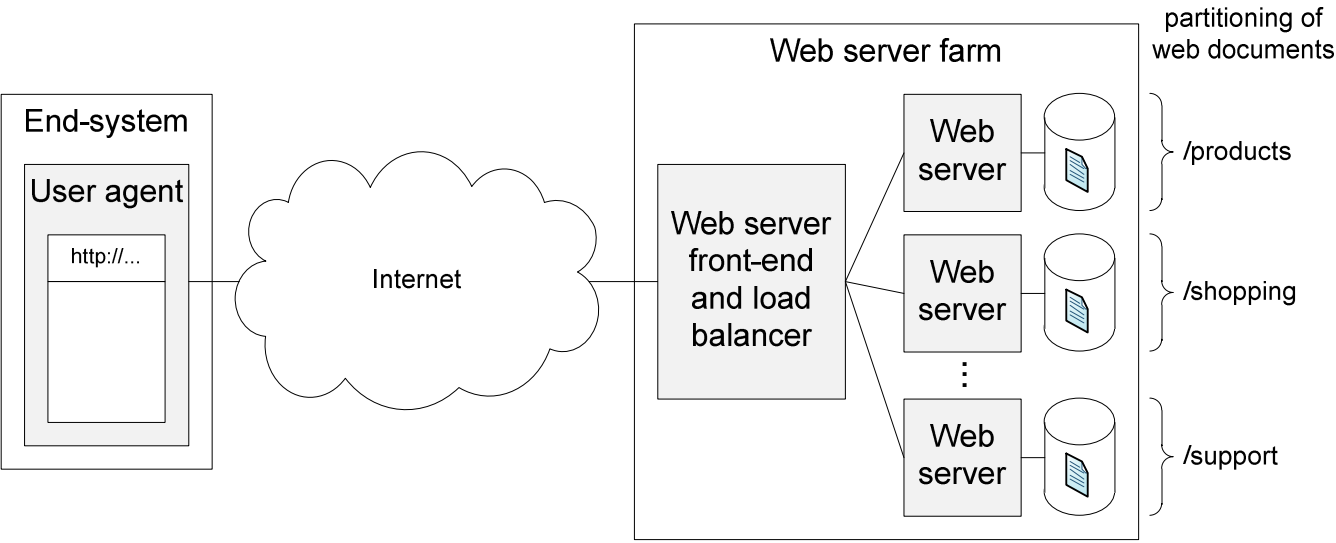 End-system
User agent
http://...
Internet
Web server farm
Web server
front-end
and load
balancer
Web
server
Web
server
⋮
Web
server
partitioning of
web documents
/products
/shopping
/support